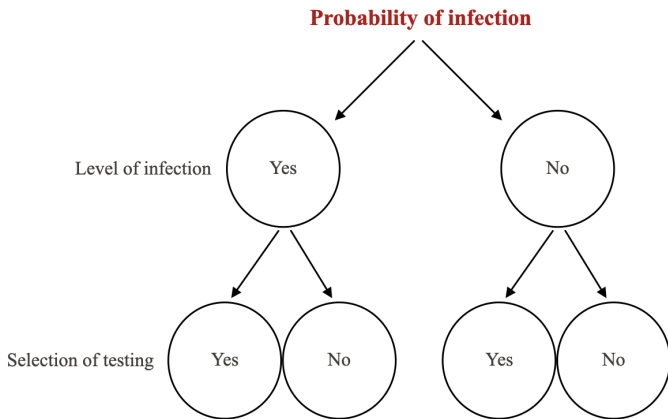 Probability of infection
Level of infection
Yes
No
Selection of testing
Yes
No
Yes
No